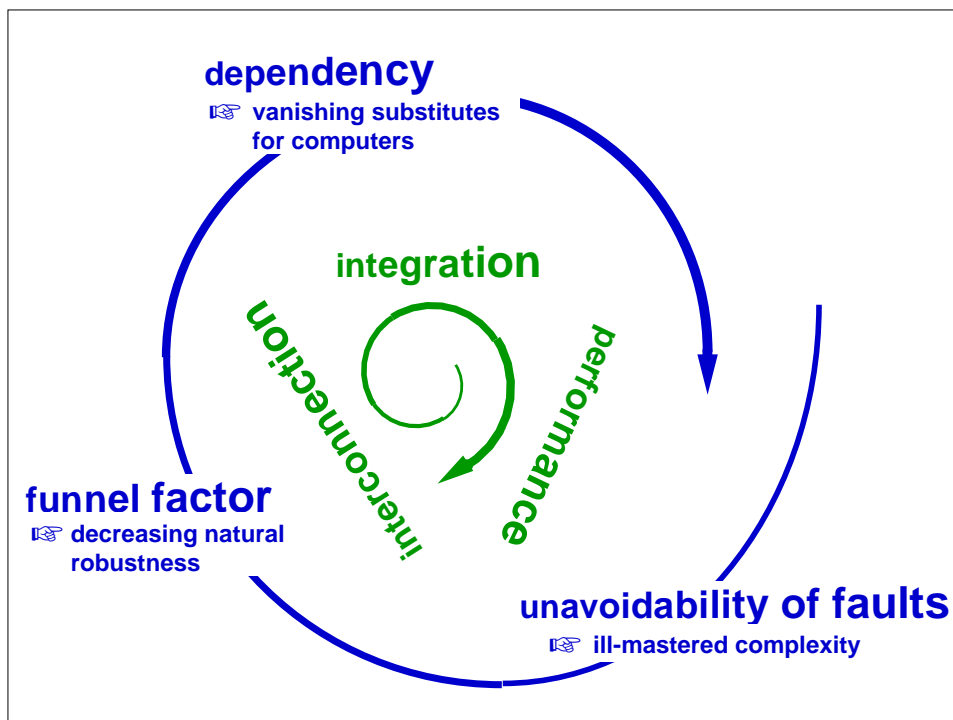 dependency
☞ vanishing substitutes
for computers
integration
interconnection
performance
funnel factor
☞ decreasing natural
robustness
unavoidability of faults
☞ ill-mastered complexity